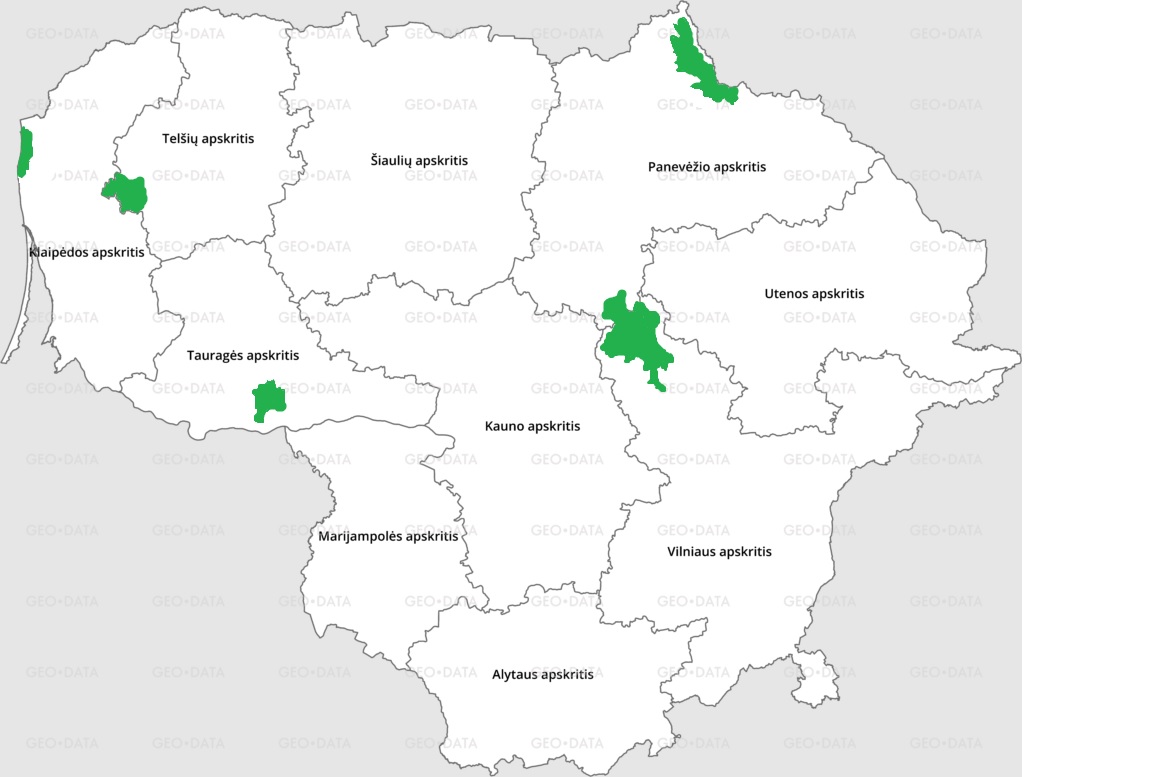 Telšių apskritis
Šiaulių apskritis
Panevėžio apskritis
Klaipėdos apskritis
Utenos apskritis
Tauragės apskritis
Kauno apskritis
Marijampolės apskritis
Vilniaus apskritis
Alytaus apskritis
GEO•DATA